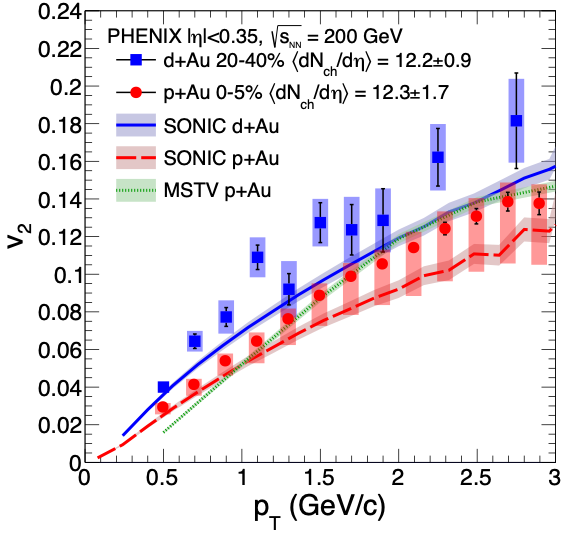 PHENIX |η|<0.35, √s_NN = 200 GeV
d+Au 20-40% ⟨dN_ch/dη⟩ = 12.2±0.9
p+Au 0-5% ⟨dN_ch/dη⟩ = 12.3±1.7
SONIC d+Au
SONIC p+Au
MSTV p+Au
v_2
0.24
0.22
0.2
0.18
0.16
0.14
0.12
0.1
0.08
0.06
0.04
0.02
0
0 0.5 1 1.5 2 2.5 3
p_T (GeV/c)